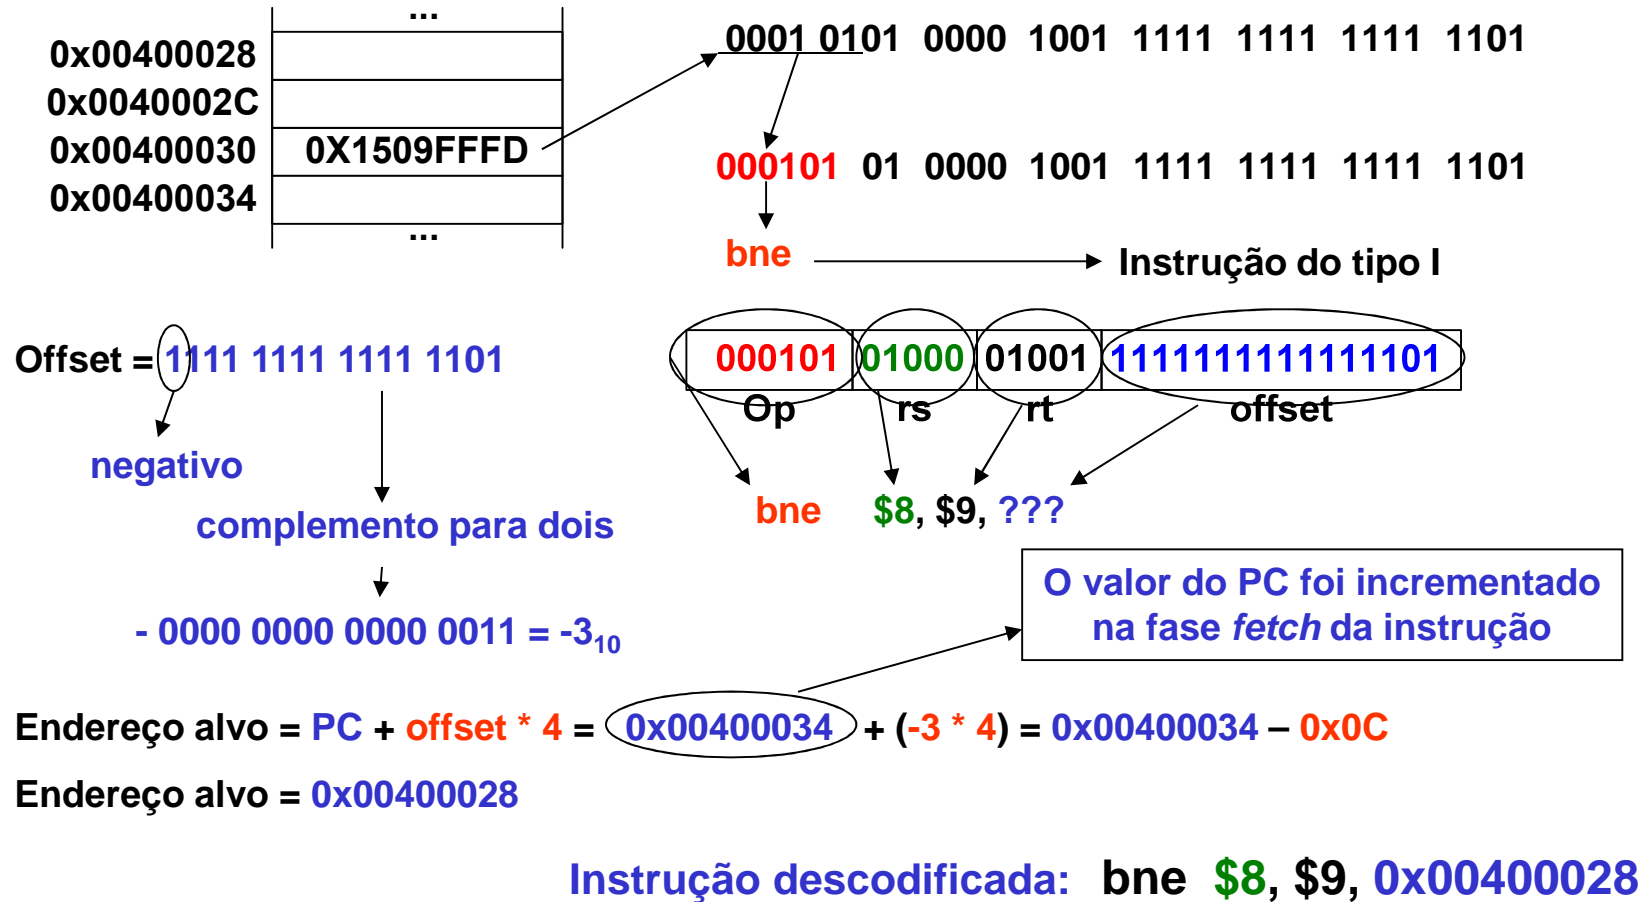 ...
0x00400028
0x0040002C
0x00400030 0X1509FFFD
0x00400034
...
0001 0101 0000 1001 1111 1111 1111 1101
000101 01 0000 1001 1111 1111 1111 1101
bne Instrução do tipo I
Offset = 1111 1111 1111 1101
negativo
complemento para dois
- 0000 0000 0000 0011 = -3₁₀
000101 01000 01001 1111111111111101
Op rs rt offset
bne $8, $9, ???
O valor do PC foi incrementado
na fase fetch da instrução
Endereço alvo = PC + offset * 4 = 0x00400034 + (-3 * 4) = 0x00400034 – 0x0C
Endereço alvo = 0x00400028
Instrução descodificada: bne $8, $9, 0x00400028